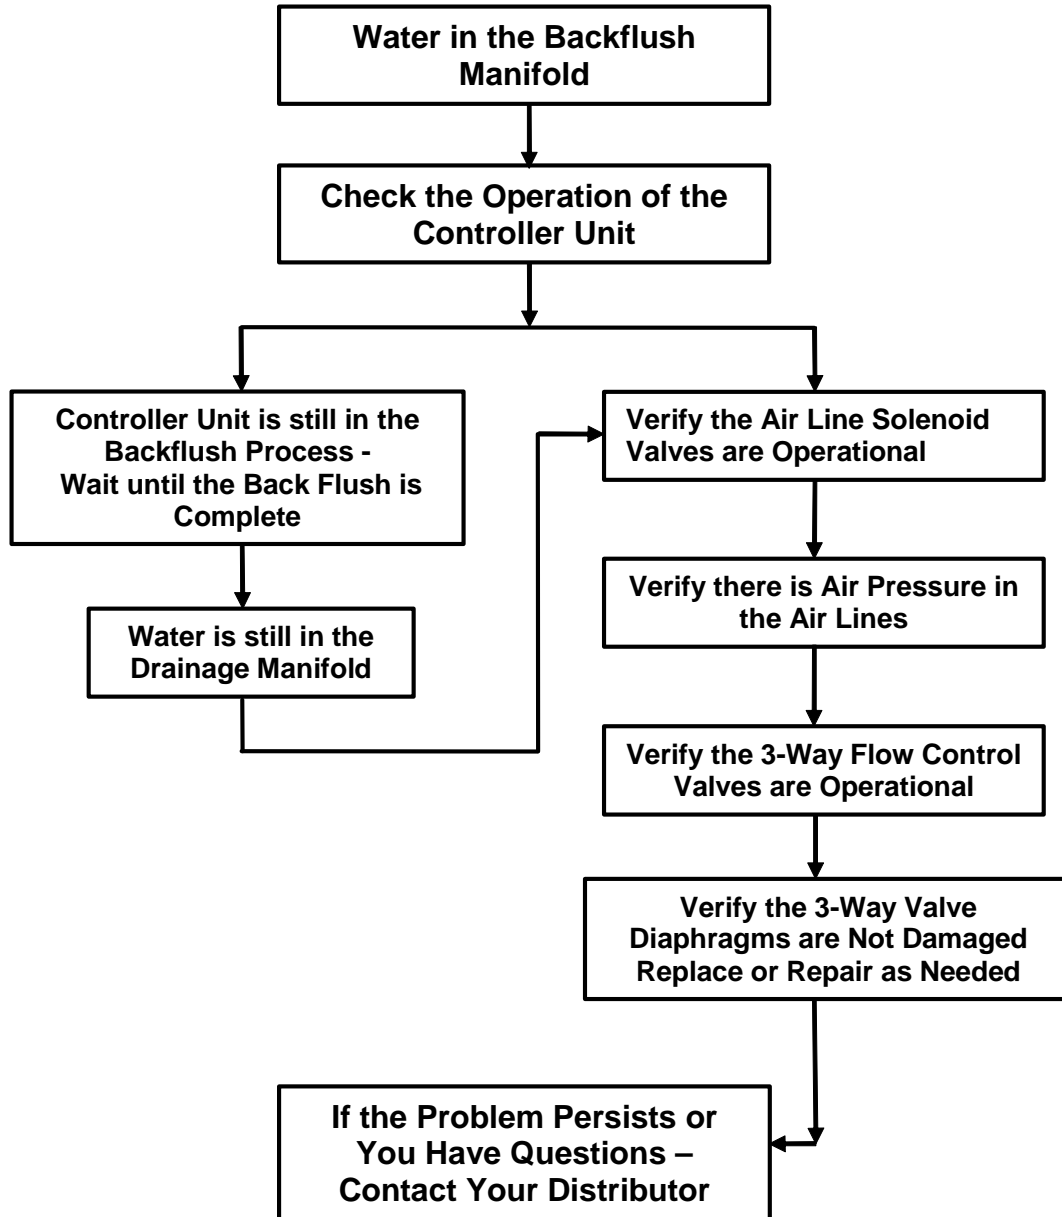 Water in the Backflush
Manifold
Check the Operation of the
Controller Unit
Controller Unit is still in the
Backflush Process -
Wait until the Back Flush is
Complete
Water is still in the
Drainage Manifold
Verify the Air Line Solenoid
Valves are Operational
Verify there is Air Pressure in
the Air Lines
Verify the 3-Way Flow Control
Valves are Operational
Verify the 3-Way Valve
Diaphragms are Not Damaged
Replace or Repair as Needed
If the Problem Persists or
You Have Questions –
Contact Your Distributor